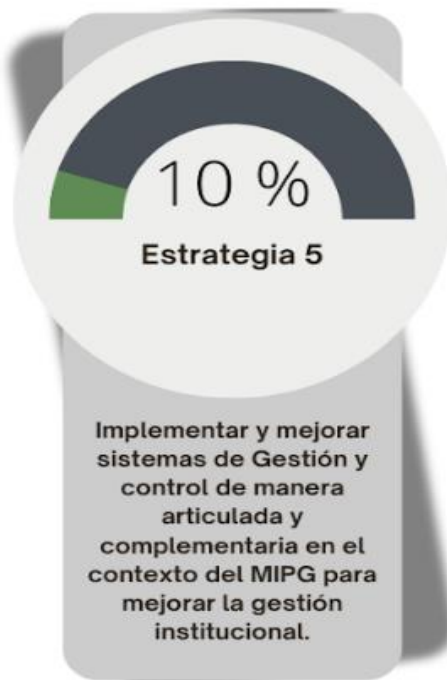 10 %
Estrategia 5
Implementar y mejorar
sistemas de Gestión y
control de manera
articulada y
complementaria en el
contexto del MIPG para
mejorar la gestión
institucional.